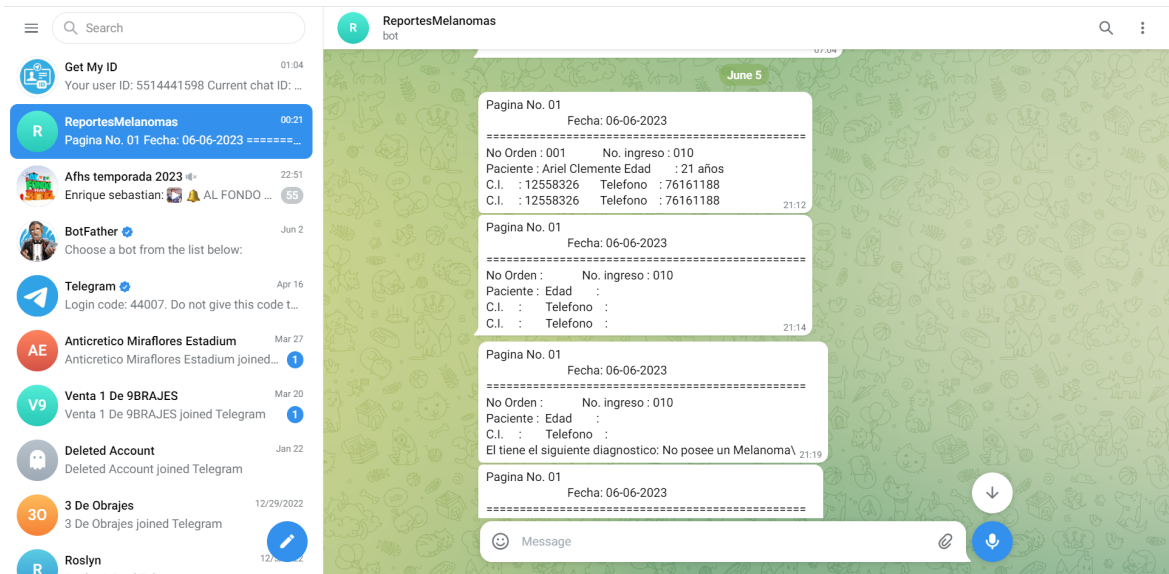 Search
Get My ID 01:04
Your user ID: 5514441598 Current chat ID: ...
R
ReportesMelanomas 00:21
Pagina No. 01 Fecha: 06-06-2023 =======...
Afhs temporada 2023 22:51
Enrique sebastian: AL FONDO ... 55
BotFather Jun 2
Choose a bot from the list below:
Telegram Apr 16
Login code: 44007. Do not give this code t...
AE
Anticretico Miraflores Estadium Mar 27
Anticretico Miraflores Estadium joined... 1
V9
Venta 1 De 9BRAJES Mar 20
Venta 1 De 9BRAJES joined Telegram 1
Deleted Account Jan 22
Deleted Account joined Telegram
3O
3 De Obrajes 12/29/2022
3 De Obrajes joined Telegram
R
Roslyn
R
ReportesMelanomas
bot
07:04
June 5
Pagina No. 01
Fecha: 06-06-2023
================================================
No Orden : 001 No. ingreso : 010
Paciente : Ariel Clemente Edad : 21 años
C.I. : 12558326 Telefono : 76161188
C.I. : 12558326 Telefono : 76161188
21:12
Pagina No. 01
Fecha: 06-06-2023
================================================
No Orden : No. ingreso : 010
Paciente : Edad :
C.I. : Telefono :
C.I. : Telefono :
21:14
Pagina No. 01
Fecha: 06-06-2023
================================================
No Orden : No. ingreso : 010
Paciente : Edad :
C.I. : Telefono :
El tiene el siguiente diagnostico: No posee un Melanoma\ 21:19
Pagina No. 01
Fecha: 06-06-2023
================================================
Message